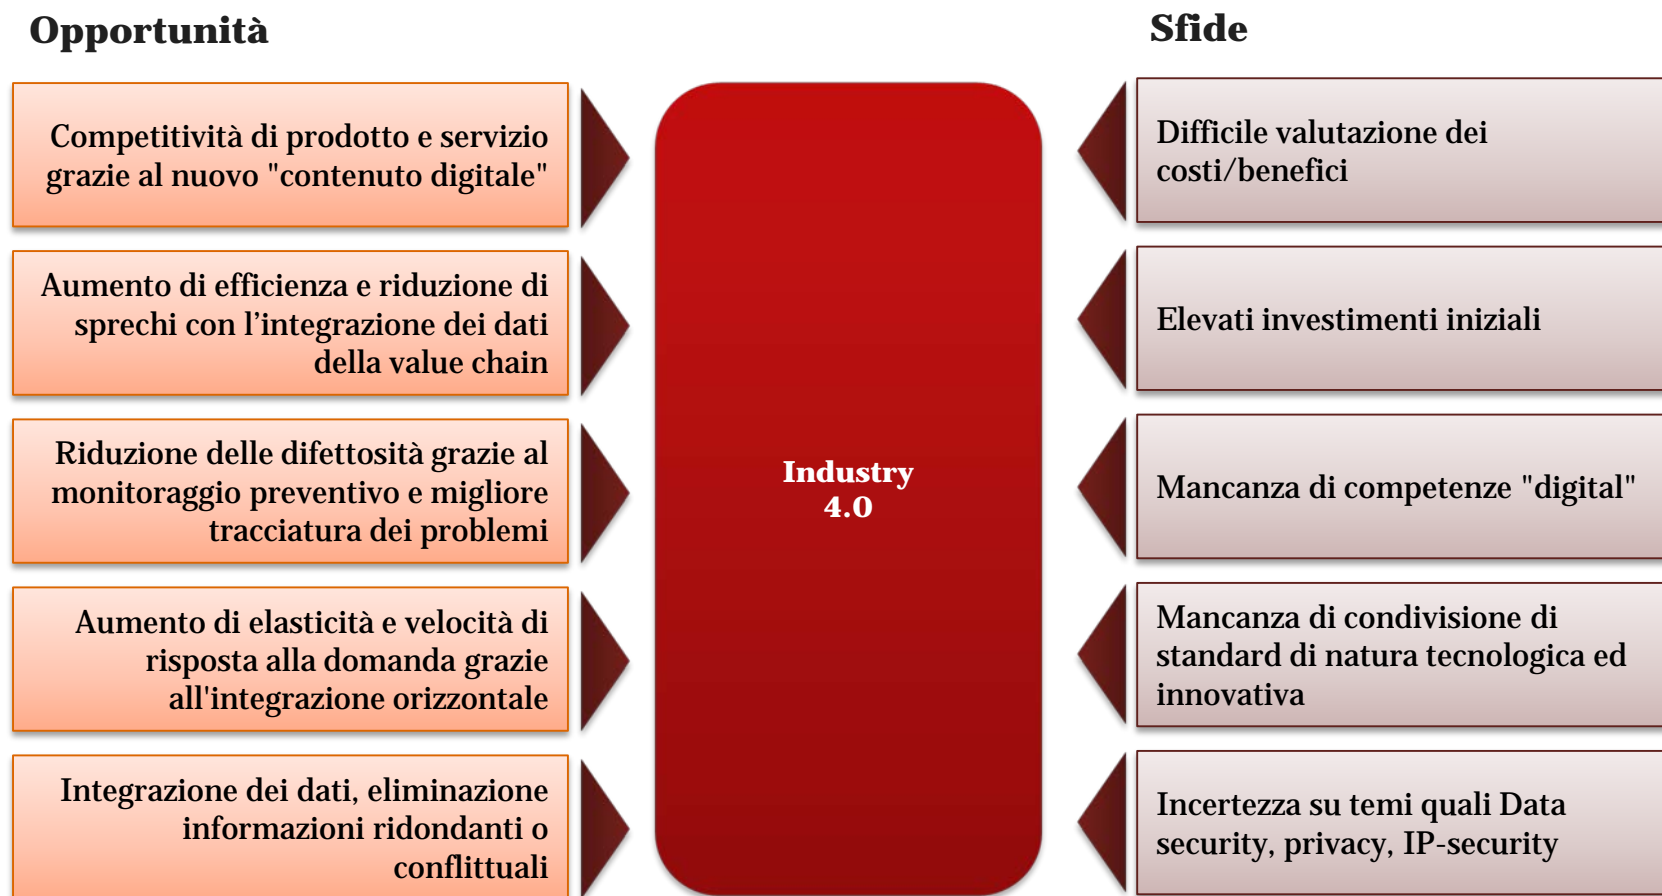 Opportunità
Competitività di prodotto e servizio
grazie al nuovo "contenuto digitale"
Aumento di efficienza e riduzione di
sprechi con l’integrazione dei dati
della value chain
Riduzione delle difettosità grazie al
monitoraggio preventivo e migliore
tracciatura dei problemi
Aumento di elasticità e velocità di
risposta alla domanda grazie
all'integrazione orizzontale
Integrazione dei dati, eliminazione
informazioni ridondanti o
conflittuali
Industry
4.0
Sfide
Difficile valutazione dei
costi/benefici
Elevati investimenti iniziali
Mancanza di competenze "digital"
Mancanza di condivisione di
standard di natura tecnologica ed
innovativa
Incertezza su temi quali Data
security, privacy, IP-security